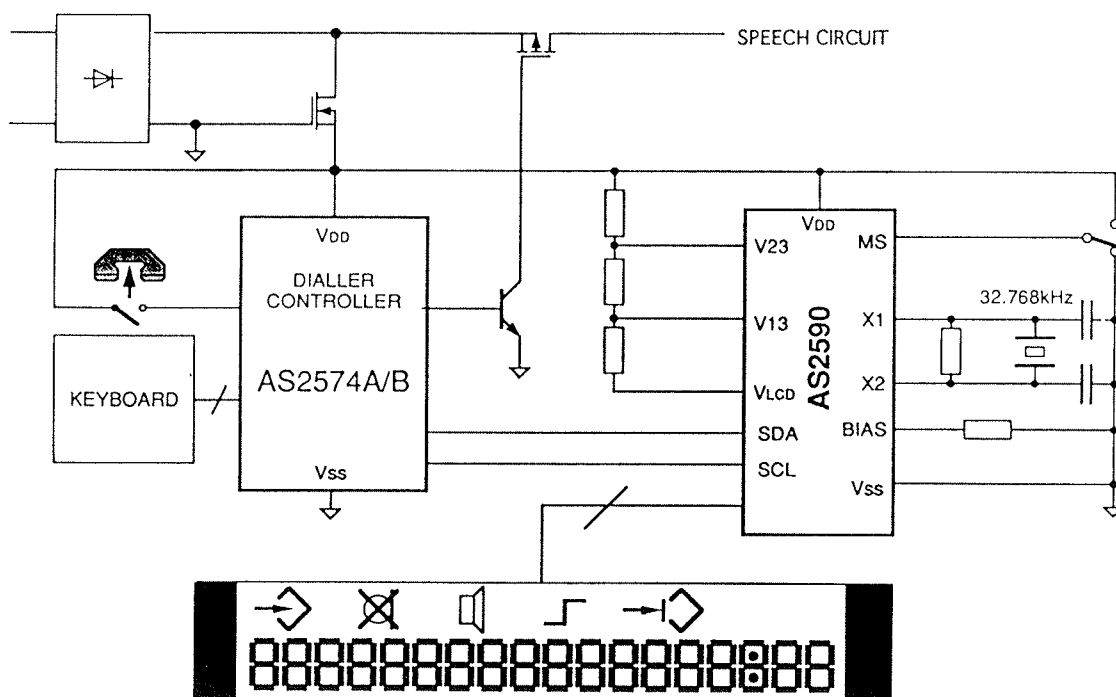 SPEECH CIRCUIT
VDD
DIALLER
CONTROLLER
AS2574A/B
VSS
KEYBOARD
VDD
V23
V13
VLCD
SDA
SCL
AS2590
MS
X1
X2
BIAS
VSS
32.768kHz